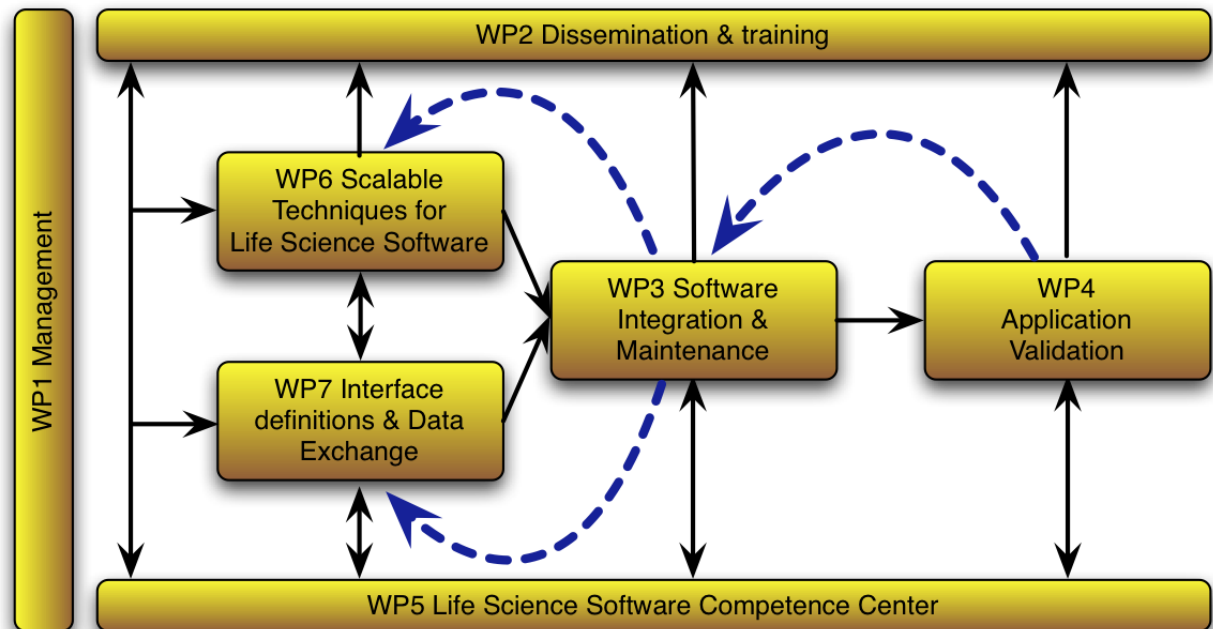 WP1 Management
WP2 Dissemination & training
WP6 Scalable
Techniques for
Life Science Software
WP7 Interface
definitions & Data
Exchange
WP3 Software
Integration &
Maintenance
WP4
Application
Validation
WP5 Life Science Software Competence Center